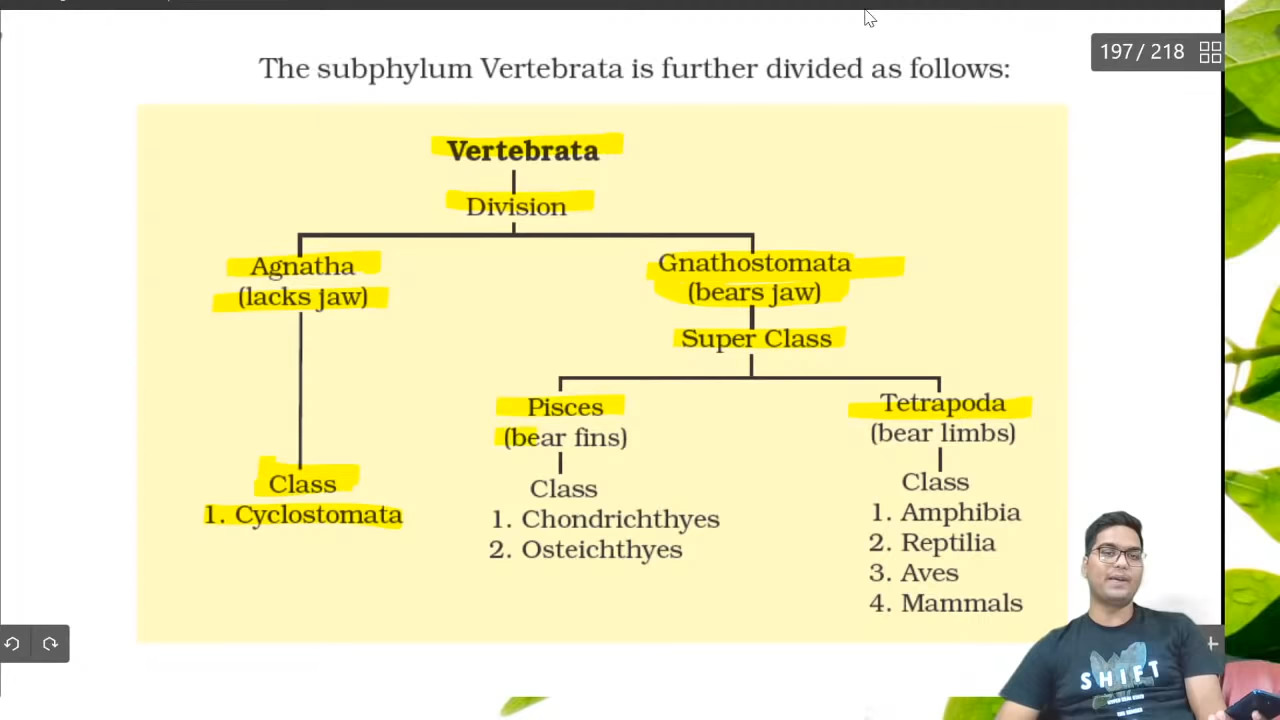 197 / 218
The subphylum Vertebrata is further divided as follows:
Vertebrata
Division
Agnatha
(lacks jaw)
Gnathostomata
(bears jaw)
Super Class
Pisces
(bear fins)
Tetrapoda
(bear limbs)
Class
1. Cyclostomata
Class
1. Chondrichthyes
2. Osteichthyes
Class
1. Amphibia
2. Reptilia
3. Aves
4. Mammals
SHIFT